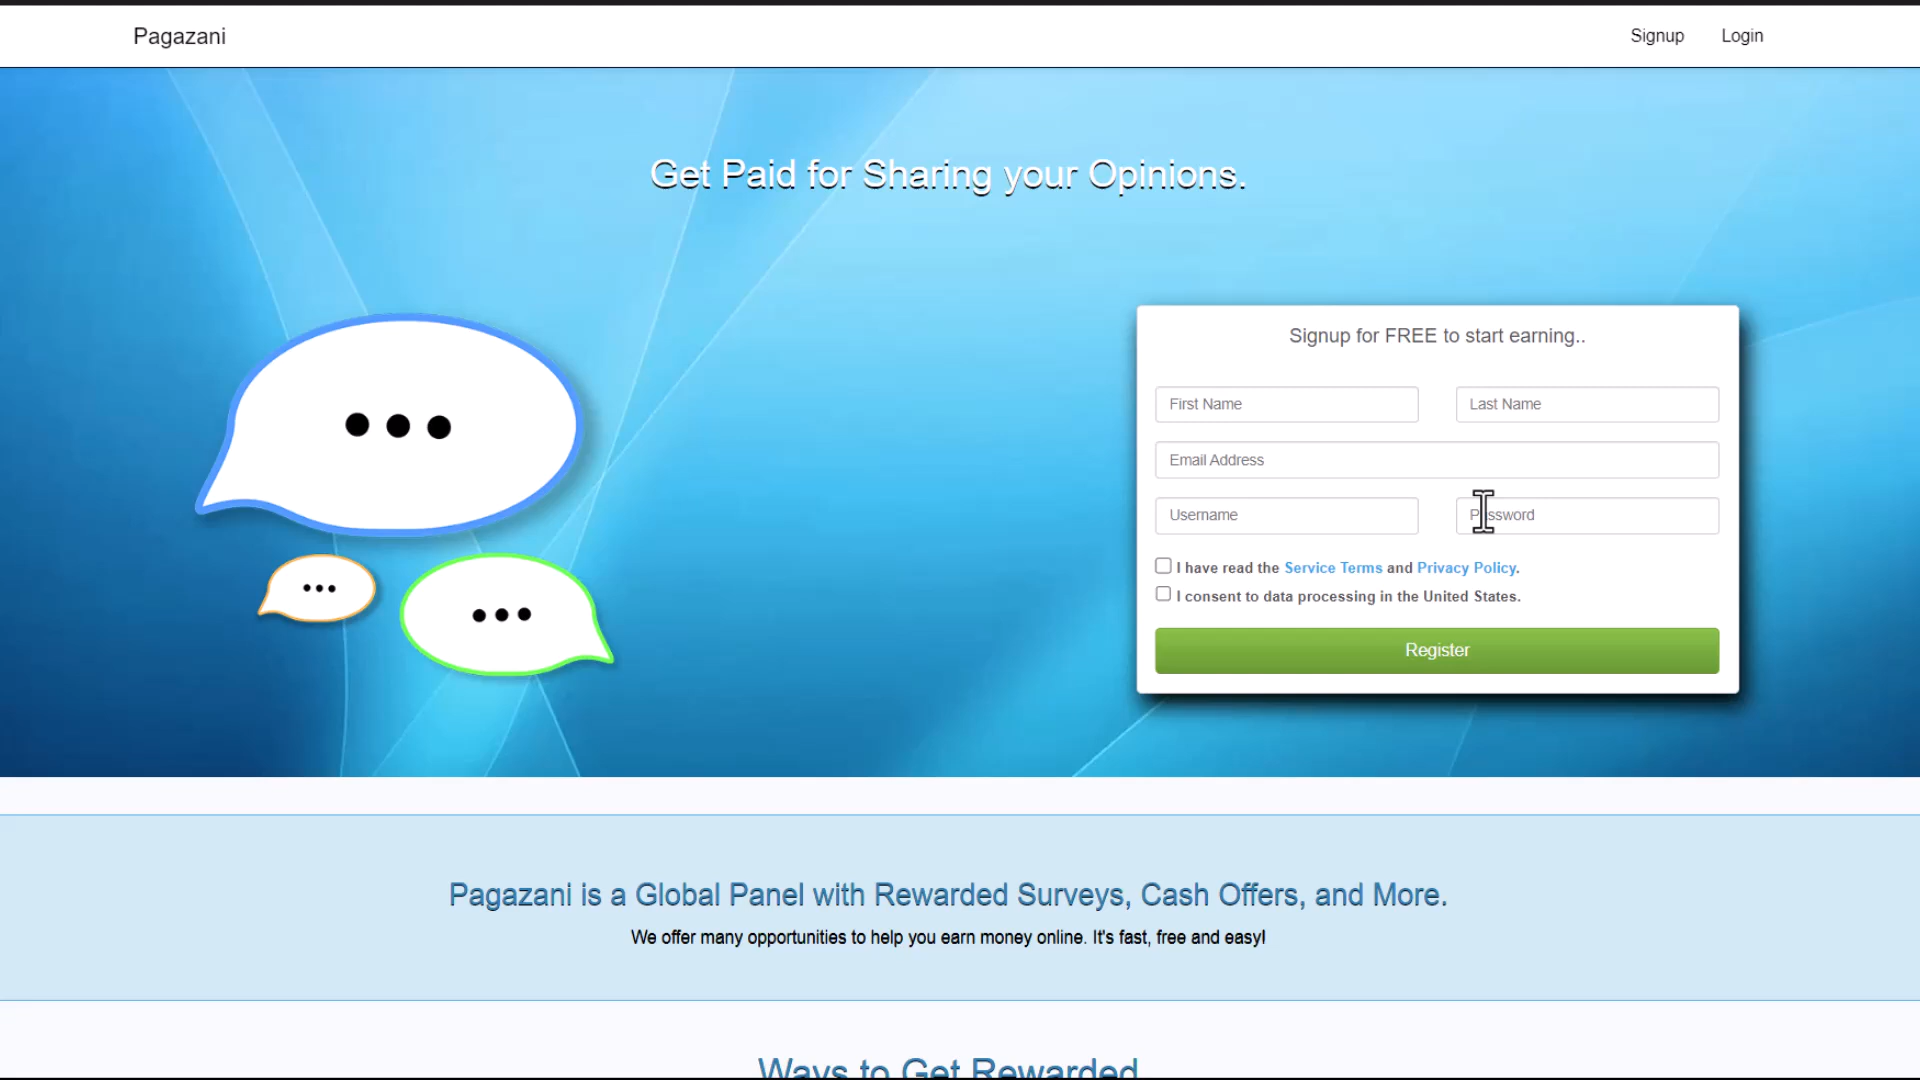 Pagazani
Signup Login
Get Paid for Sharing your Opinions.
Signup for FREE to start earning..
First Name Last Name
Email Address
Username Password
I have read the Service Terms and Privacy Policy.
I consent to data processing in the United States.
Register
Pagazani is a Global Panel with Rewarded Surveys, Cash Offers, and More.
We offer many opportunities to help you earn money online. It's fast, free and easy!
Ways to Get Rewarded